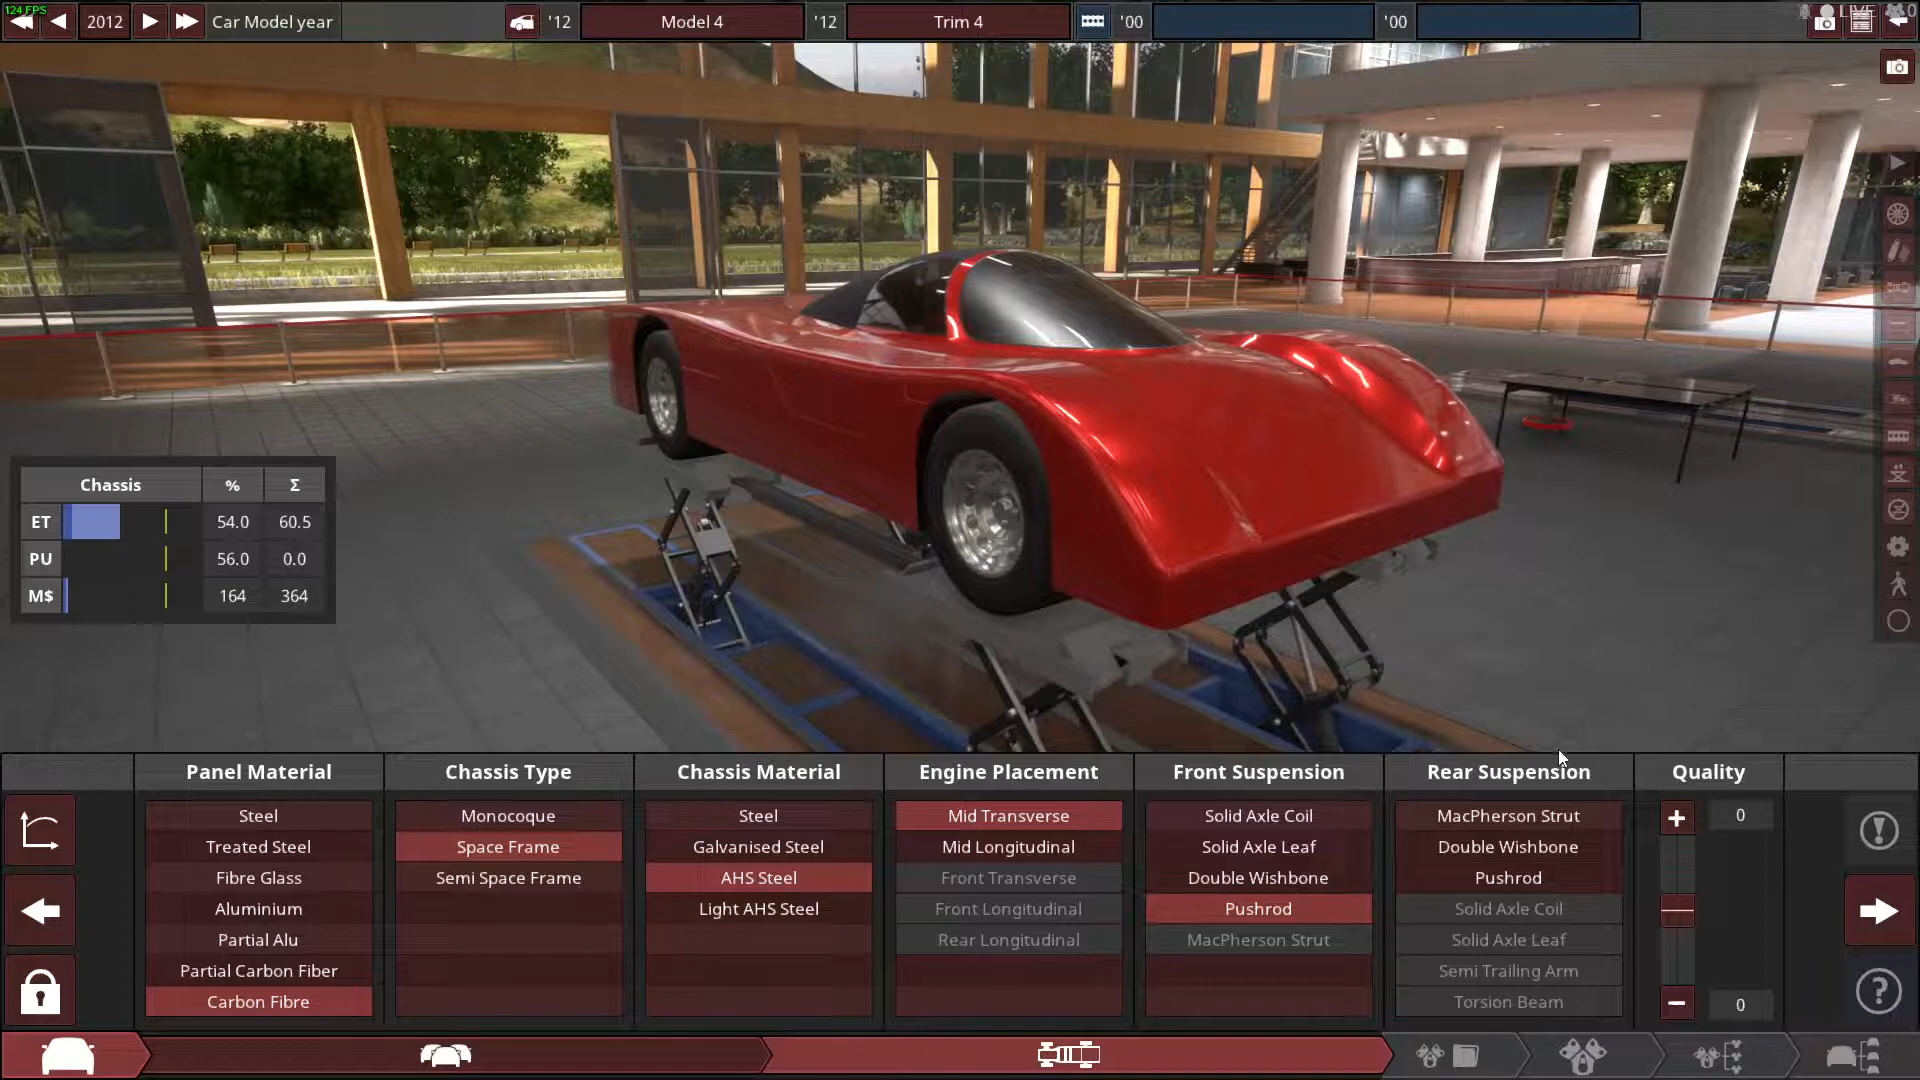 124 FPS
2012
Car Model year
'12
Model 4
'12
Trim 4
'00
'00
LIVE
0
Chassis
%
Σ
ET
54.0
60.5
PU
56.0
0.0
M$
164
364
Panel Material
Chassis Type
Chassis Material
Engine Placement
Front Suspension
Rear Suspension
Quality
Steel
Monocoque
Steel
Mid Transverse
Solid Axle Coil
MacPherson Strut
0
Treated Steel
Space Frame
Galvanised Steel
Mid Longitudinal
Solid Axle Leaf
Double Wishbone
Fibre Glass
Semi Space Frame
AHS Steel
Front Transverse
Double Wishbone
Pushrod
Aluminium
Light AHS Steel
Front Longitudinal
Pushrod
Solid Axle Coil
Partial Alu
Rear Longitudinal
MacPherson Strut
Solid Axle Leaf
Partial Carbon Fiber
Semi Trailing Arm
Carbon Fibre
Torsion Beam
0